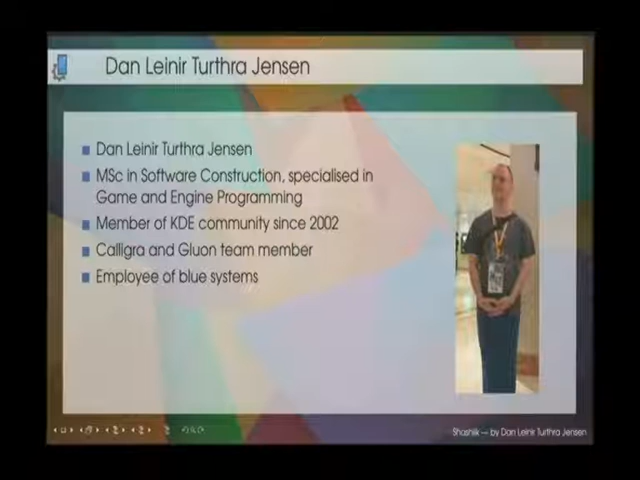 Dan Leinir Turthra Jensen
Dan Leinir Turthra Jensen
MSc in Software Construction, specialised in
Game and Engine Programming
Member of KDE community since 2002
Calligra and Gluon team member
Employee of blue systems
Shashlik — by Dan Leinir Turthra Jensen